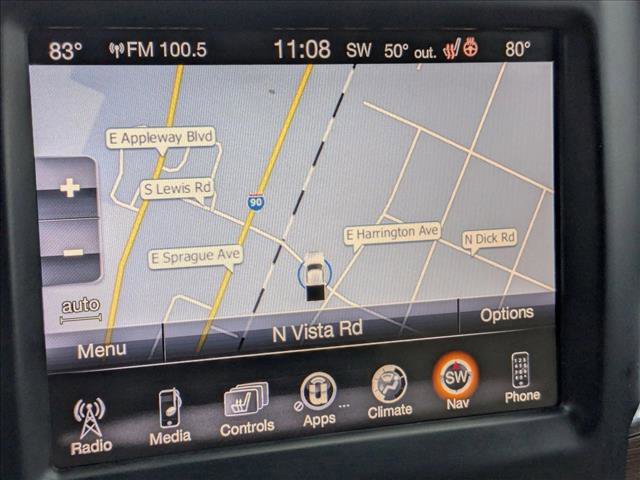 83° FM 100.5 11:08 SW 50° out. 80°
E Appleway Blvd
S Lewis Rd
90
E Sprague Ave
E Harrington Ave
N Dick Rd
+
−
auto
Menu N Vista Rd Options
Radio Media Controls Apps ... Climate SW Nav Phone